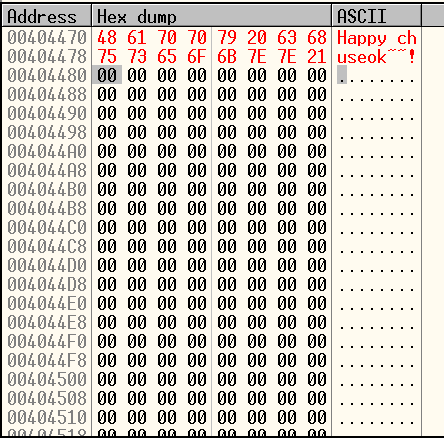 Address Hex dump ASCII
00404470 48 61 70 70 79 20 63 68 Happy ch
00404478 75 73 65 6F 6B 7E 7E 21 useok~~!
00404480 00 00 00 00 00 00 00 00 ........
00404488 00 00 00 00 00 00 00 00 ........
00404490 00 00 00 00 00 00 00 00 ........
00404498 00 00 00 00 00 00 00 00 ........
004044A0 00 00 00 00 00 00 00 00 ........
004044A8 00 00 00 00 00 00 00 00 ........
004044B0 00 00 00 00 00 00 00 00 ........
004044B8 00 00 00 00 00 00 00 00 ........
004044C0 00 00 00 00 00 00 00 00 ........
004044C8 00 00 00 00 00 00 00 00 ........
004044D0 00 00 00 00 00 00 00 00 ........
004044D8 00 00 00 00 00 00 00 00 ........
004044E0 00 00 00 00 00 00 00 00 ........
004044E8 00 00 00 00 00 00 00 00 ........
004044F0 00 00 00 00 00 00 00 00 ........
004044F8 00 00 00 00 00 00 00 00 ........
00404500 00 00 00 00 00 00 00 00 ........
00404508 00 00 00 00 00 00 00 00 ........
00404510 00 00 00 00 00 00 00 00 ........
00404518 00 00 00 00 00 00 00 00